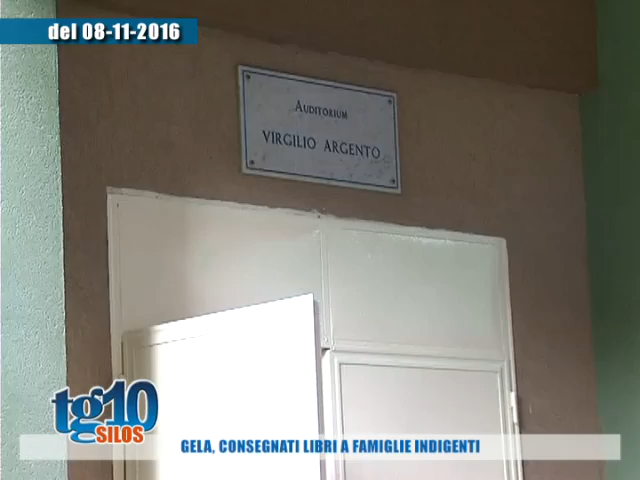 del 08-11-2016
AUDITORIUM
VIRGILIO ARGENTO
tg10
SILOS
GELA, CONSEGNATI LIBRI A FAMIGLIE INDIGENTI